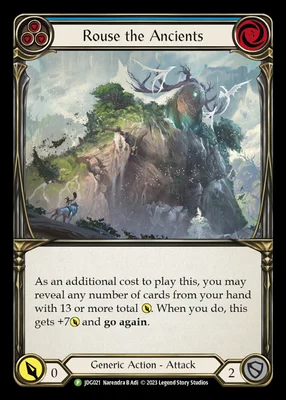 Rouse the Ancients
As an additional cost to play this, you may
reveal any number of cards from your hand
with 13 or more total . When you do, this
gets +7 and go again.
0
Generic Action - Attack
2
P JDG021 Narendra B Adi © 2023 Legend Story Studios